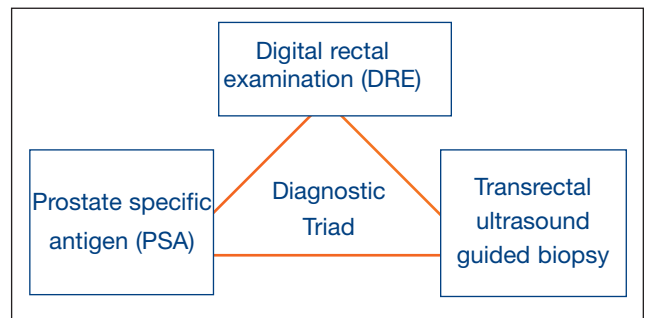 Digital rectal
examination (DRE)
Prostate specific
antigen (PSA)
Diagnostic
Triad
Transrectal
ultrasound
guided biopsy